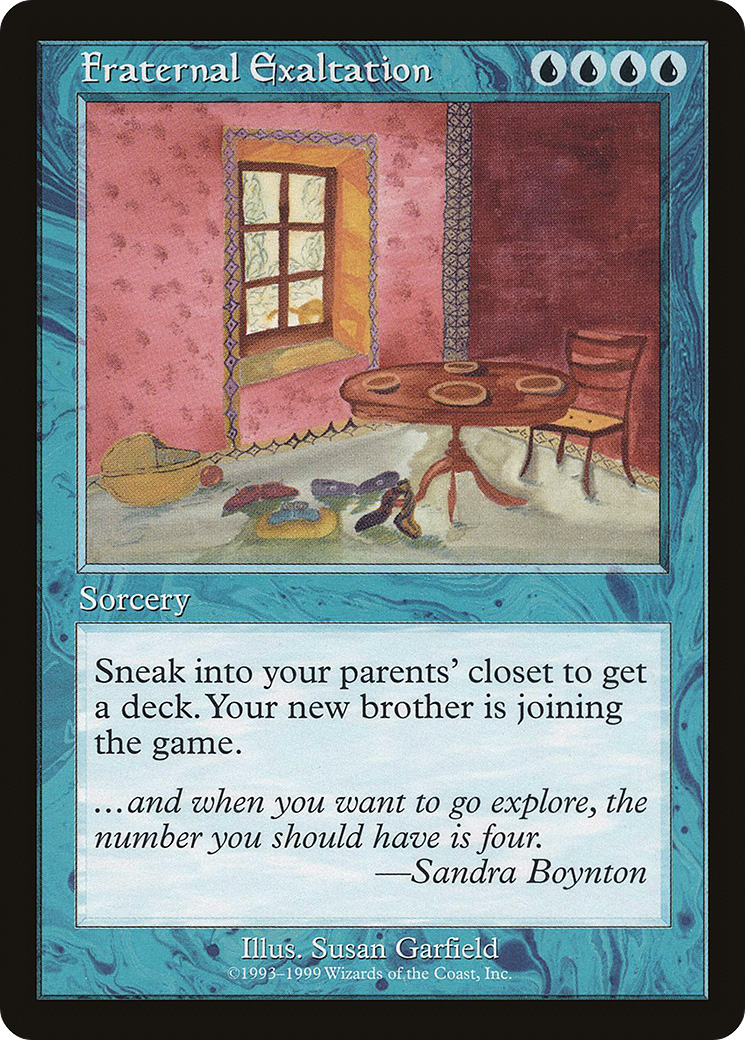 Fraternal Exaltation
Sorcery
Sneak into your parents’ closet to get
a deck. Your new brother is joining
the game.
…and when you want to go explore, the
number you should have is four.
—Sandra Boynton
Illus. Susan Garfield
©1993–1999 Wizards of the Coast, Inc.